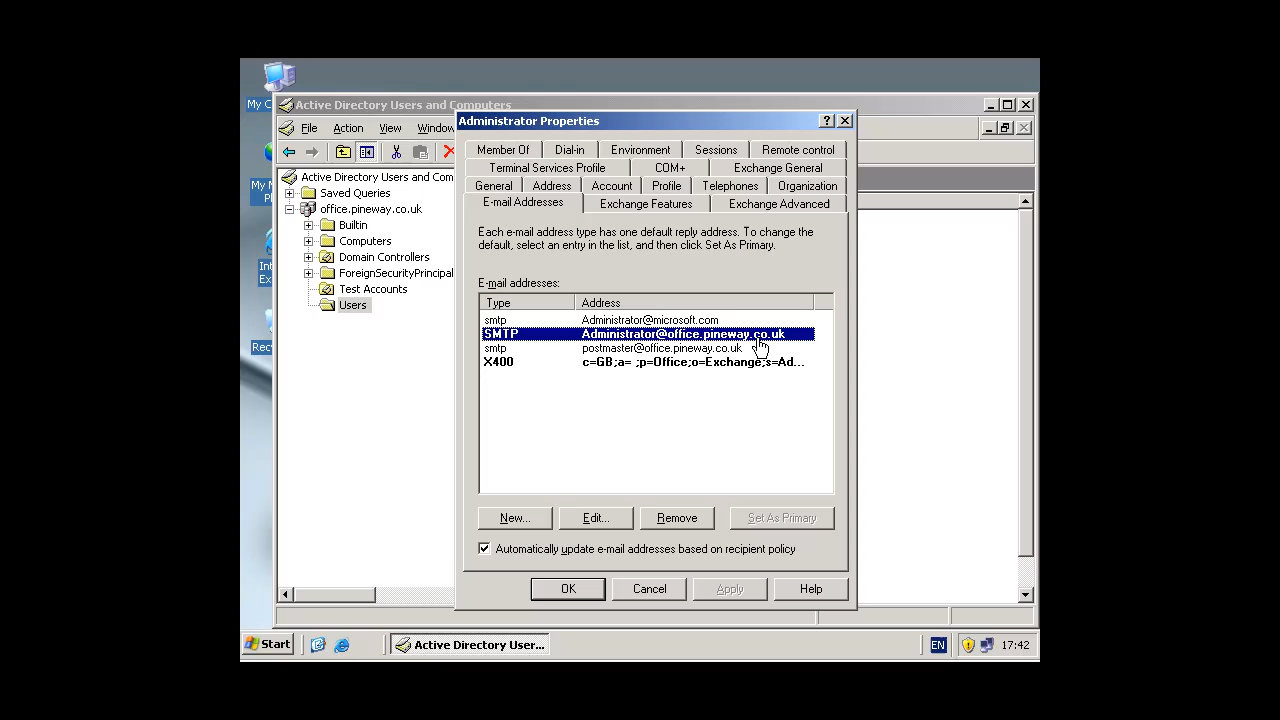 My C
Active Directory Users and Computers
Administrator Properties
File Action View Window
Member Of Dial-in Environment Sessions Remote control
Terminal Services Profile COM+ Exchange General
General Address Account Profile Telephones Organization
E-mail Addresses Exchange Features Exchange Advanced
Active Directory Users and Com
Saved Queries
office.pineway.co.uk
Builtin
Computers
Domain Controllers
ForeignSecurityPrincipal
Test Accounts
Users
My N
Pl
Int
Ex
Recy
Each e-mail address type has one default reply address. To change the
default, select an entry in the list, and then click Set As Primary.
E-mail addresses:
Type Address
smtp Administrator@microsoft.com
SMTP Administrator@office.pineway.co.uk
smtp postmaster@office.pineway.co.uk
X400 c=GB;a= ;p=Office;o=Exchange;s=Ad...
New... Edit... Remove Set As Primary
Automatically update e-mail addresses based on recipient policy
OK Cancel Apply Help
Start Active Directory User... EN 17:42